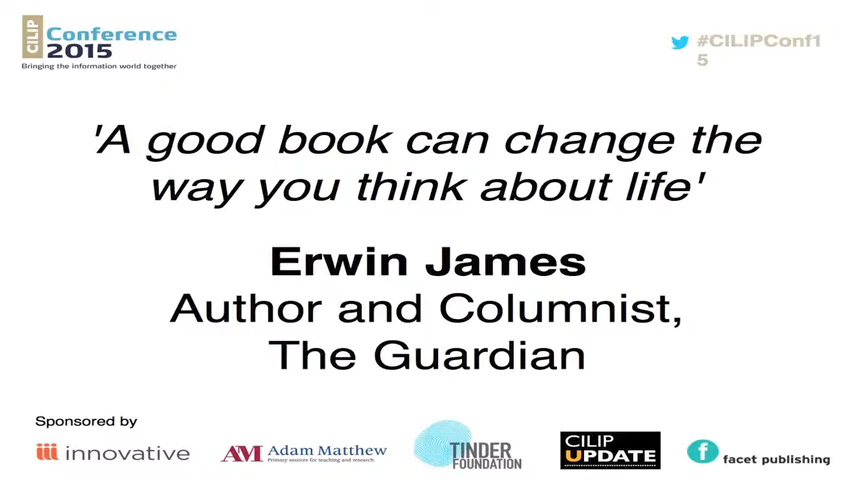 CILIP
Conference
2015
Bringing the information world together
#CILIPConf1
5
'A good book can change the
way you think about life'
Erwin James
Author and Columnist,
The Guardian
Sponsored by
iii innovative
AM Adam Matthew
Primary sources for teaching and research
TINDER
FOUNDATION
CILIP
UPDATE
f facet publishing